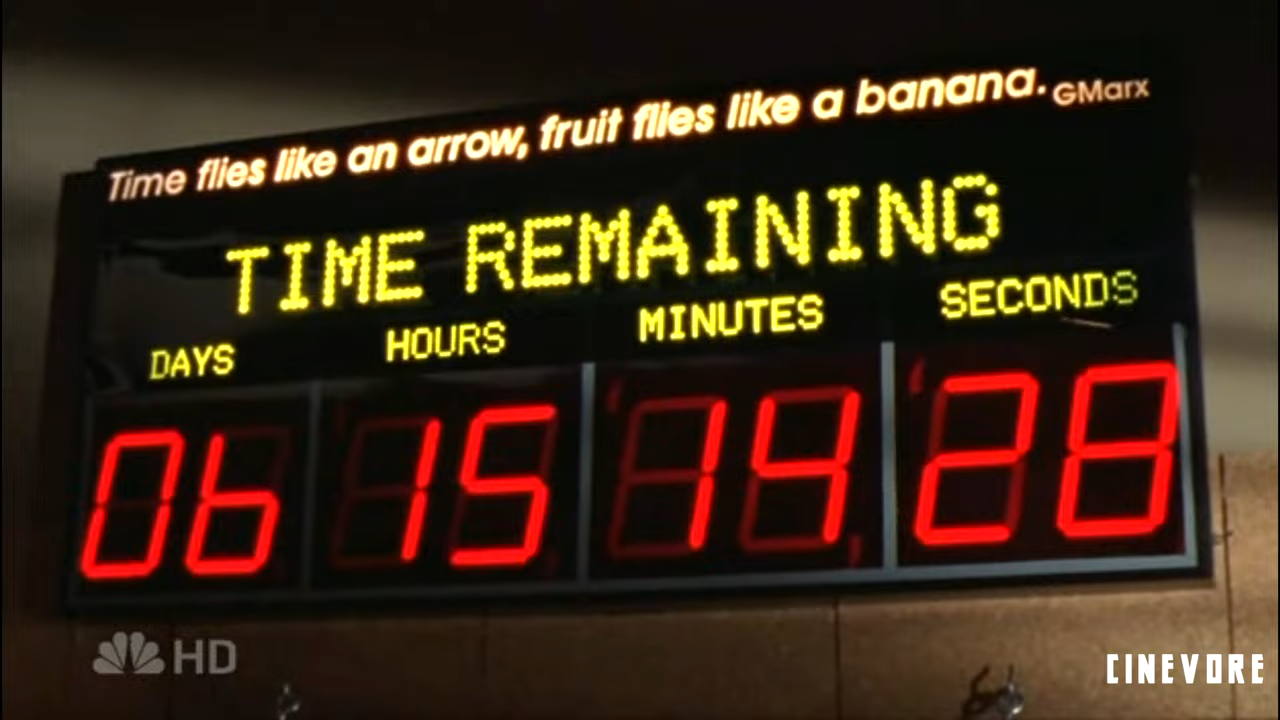 Time flies like an arrow, fruit flies like a banana. GMarx
TIME REMAINING
DAYS HOURS MINUTES SECONDS
06 15 14 28
HD
CINEVORE